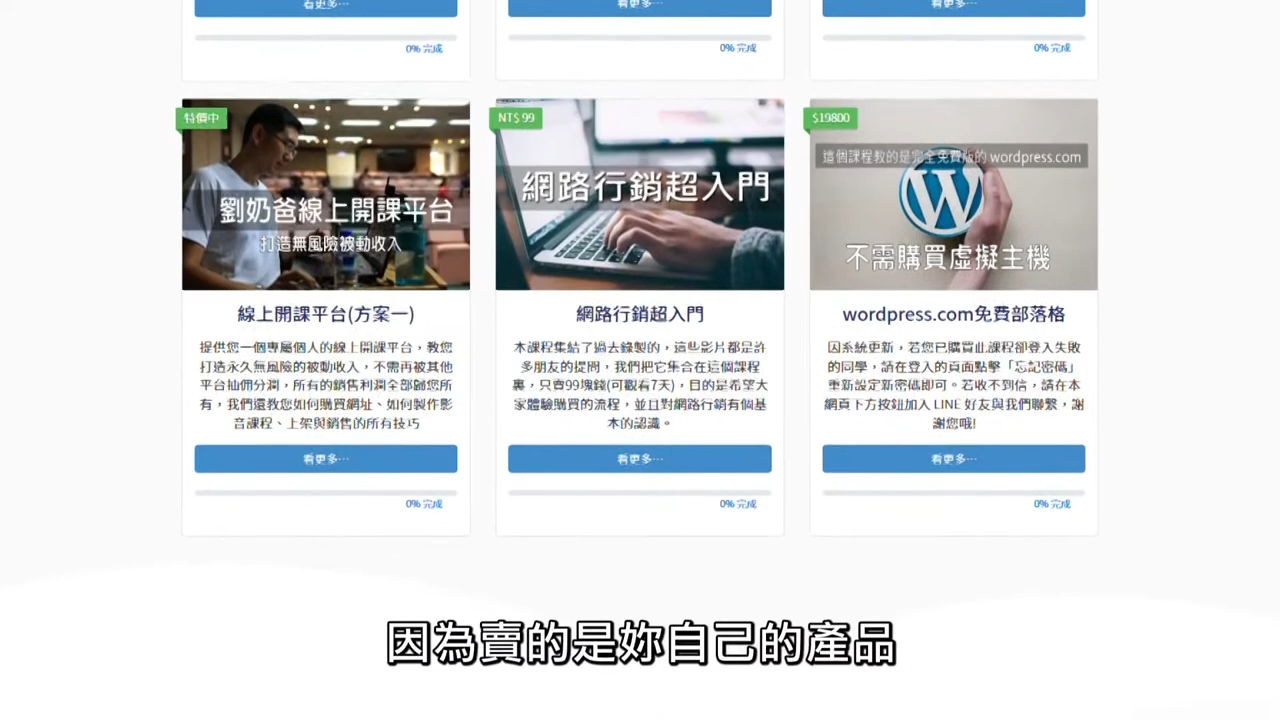 看更多…
看更多…
看更多…
0% 完成
0% 完成
0% 完成
特價中
劉奶爸線上開課平台
打造無風險被動收入
線上開課平台(方案一)
提供您一個專屬個人的線上開課平台，教您
打造永久無風險的被動收入，不需再被其他
平台抽佣分潤，所有的銷售利潤全部歸您所
有，我們還教您如何購買網址、如何製作影
音課程、上架與銷售的所有技巧
看更多…
0% 完成
NT$ 99
網路行銷超入門
網路行銷超入門
本課程集結了過去錄製的，這些影片都是許
多朋友的提問，我們把它集合在這個課程
裏，只賣99塊錢(可觀看7天)，目的是希望大
家體驗購買的流程，並且對網路行銷有個基
本的認識。
看更多…
0% 完成
$19800
這個課程教的是完全免費版的 wordpress.com
不需購買虛擬主機
wordpress.com免費部落格
因系統更新，若您已購買此課程卻登入失敗
的同學，請在登入的頁面點擊「忘記密碼」
重新設定新密碼即可。若收不到信，請在本
網頁下方按鈕加入 LINE 好友與我們聯繫，謝
謝您哦!
看更多…
0% 完成
因為賣的是妳自己的產品